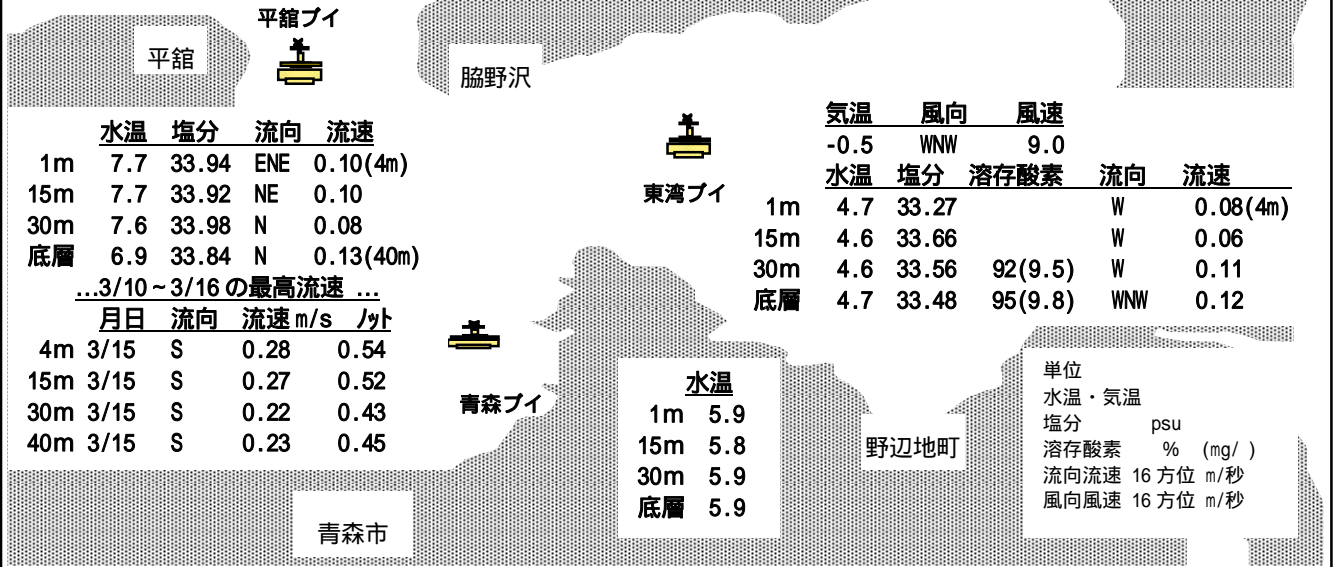 平舘ブイ
平舘
脇野沢
水温 塩分 流向 流速
1m 7.7 33.94 ENE 0.10(4m)
15m 7.7 33.92 NE 0.10
30m 7.6 33.98 N 0.08
底層 6.9 33.84 N 0.13(40m)
…3/10~3/16の最高流速 …
月日 流向 流速m/s ノット
4m 3/15 S 0.28 0.54
15m 3/15 S 0.27 0.52
30m 3/15 S 0.22 0.43
40m 3/15 S 0.23 0.45
東湾ブイ
気温 風向 風速
-0.5 WNW 9.0
水温 塩分 溶存酸素 流向 流速
1m 4.7 33.27 W 0.08(4m)
15m 4.6 33.66 W 0.06
30m 4.6 33.56 92(9.5) W 0.11
底層 4.7 33.48 95(9.8) WNW 0.12
青森ブイ
水温
1m 5.9
15m 5.8
30m 5.9
底層 5.9
野辺地町
青森市
単位
水温・気温
塩分 psu
溶存酸素 % (mg/ )
流向流速 16方位 m/秒
風向風速 16方位 m/秒